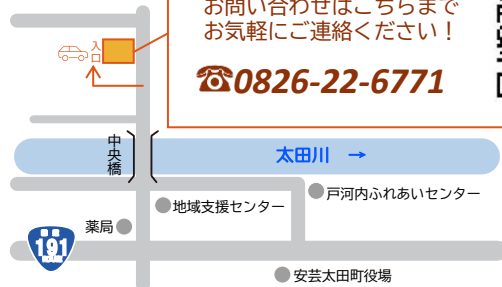 お問い合わせはこちらまで
お気軽にご連絡ください！
☎0826-22-6771
入口
中央橋
太田川 →
戸河内ふれあいセンター
地域支援センター
薬局
191
安芸太田町役場